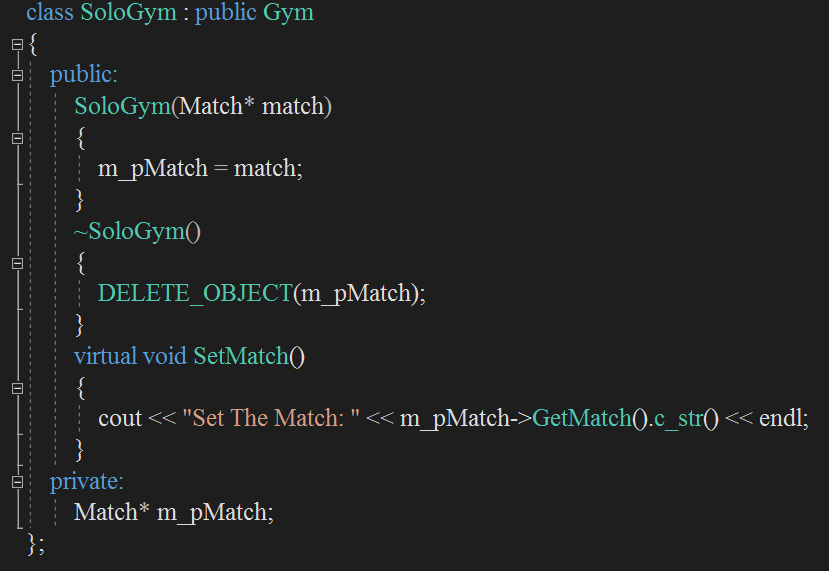 class SoloGym : public Gym
{
public:
SoloGym(Match* match)
{
m_pMatch = match;
}
~SoloGym()
{
DELETE_OBJECT(m_pMatch);
}
virtual void SetMatch()
{
cout << "Set The Match: " << m_pMatch->GetMatch().c_str() << endl;
}
private:
Match* m_pMatch;
};